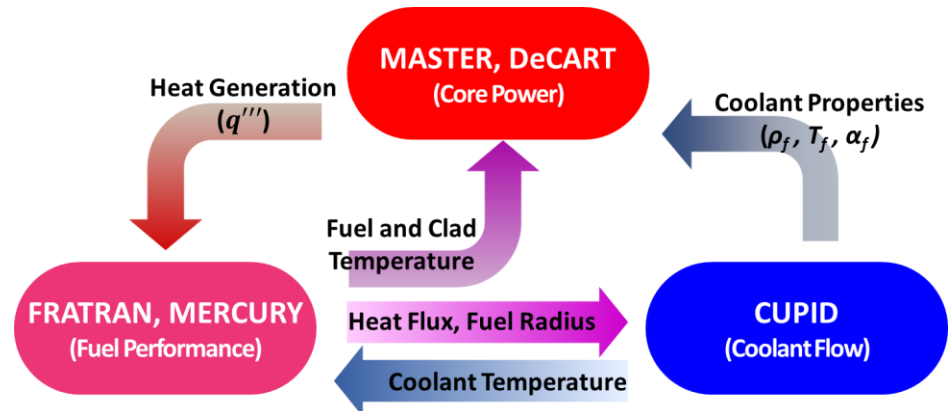 MASTER, DeCART
(Core Power)
Heat Generation
(q''')
Coolant Properties
(ρf, Tf, αf)
Fuel and Clad
Temperature
FRATRAN, MERCURY
(Fuel Performance)
Heat Flux, Fuel Radius
Coolant Temperature
CUPID
(Coolant Flow)